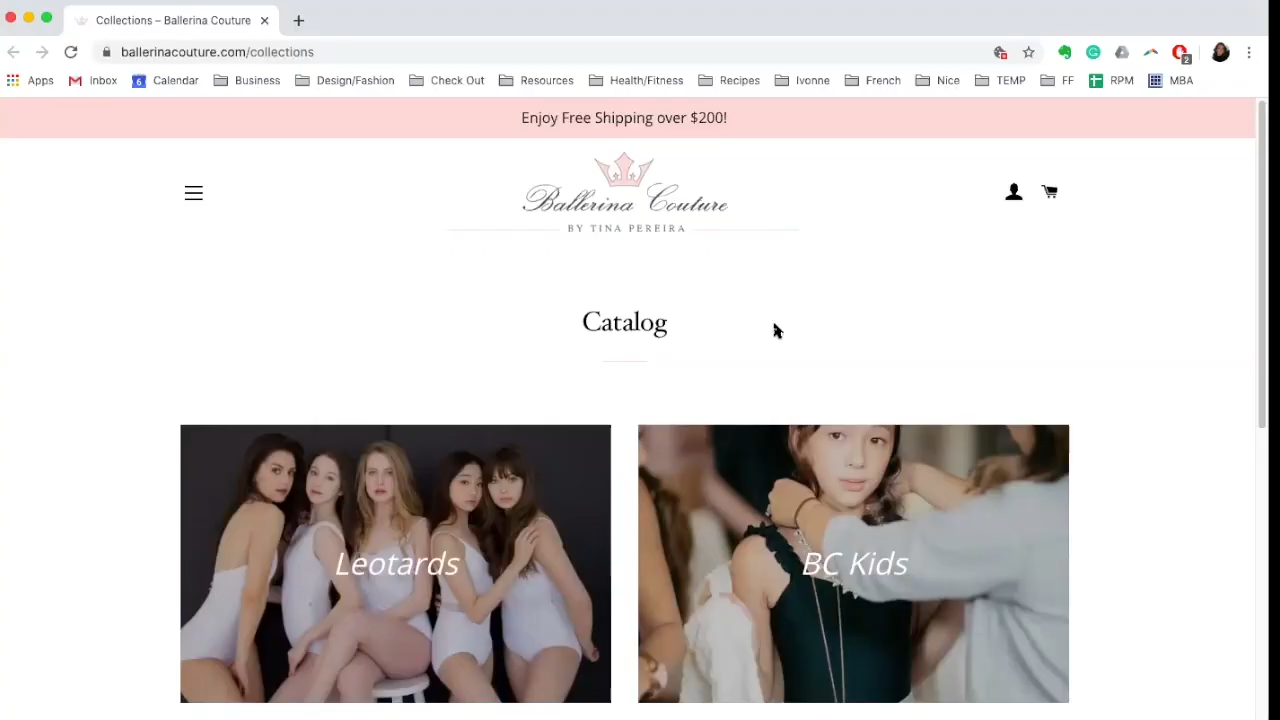 Collections – Ballerina Couture
ballerinacouture.com/collections
Apps Inbox 6 Calendar Business Design/Fashion Check Out Resources Health/Fitness Recipes Ivonne French Nice TEMP FF RPM MBA
2
Enjoy Free Shipping over $200!
Ballerina Couture
BY TINA PEREIRA
Catalog
Leotards
BC Kids